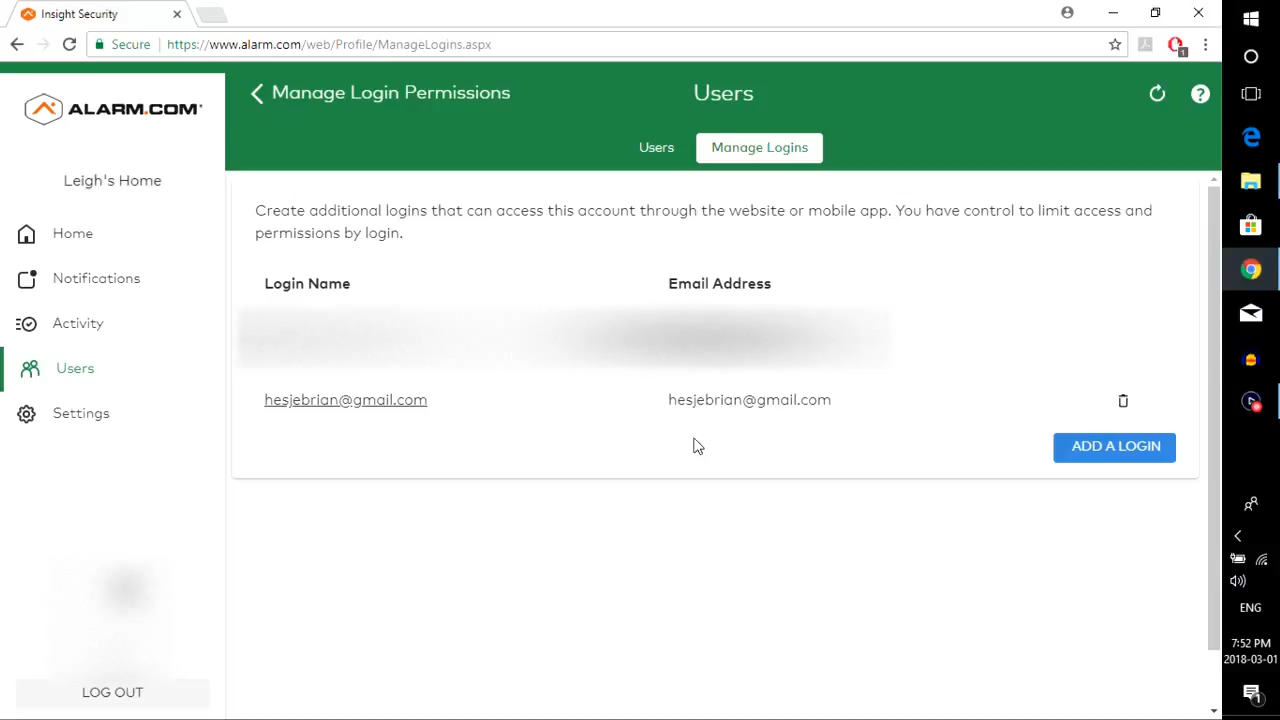 Insight Security
Secure
https://www.alarm.com/web/Profile/ManageLogins.aspx
1
ALARM.COM
Manage Login Permissions
Users
?
Users
Manage Logins
Leigh's Home
Home
Notifications
Activity
Users
Settings
LOG OUT
Create additional logins that can access this account through the website or mobile app. You have control to limit access and
permissions by login.
Login Name
Email Address
hesjebrian@gmail.com
hesjebrian@gmail.com
ADD A LOGIN
ENG
7:52 PM
2018-03-01
1